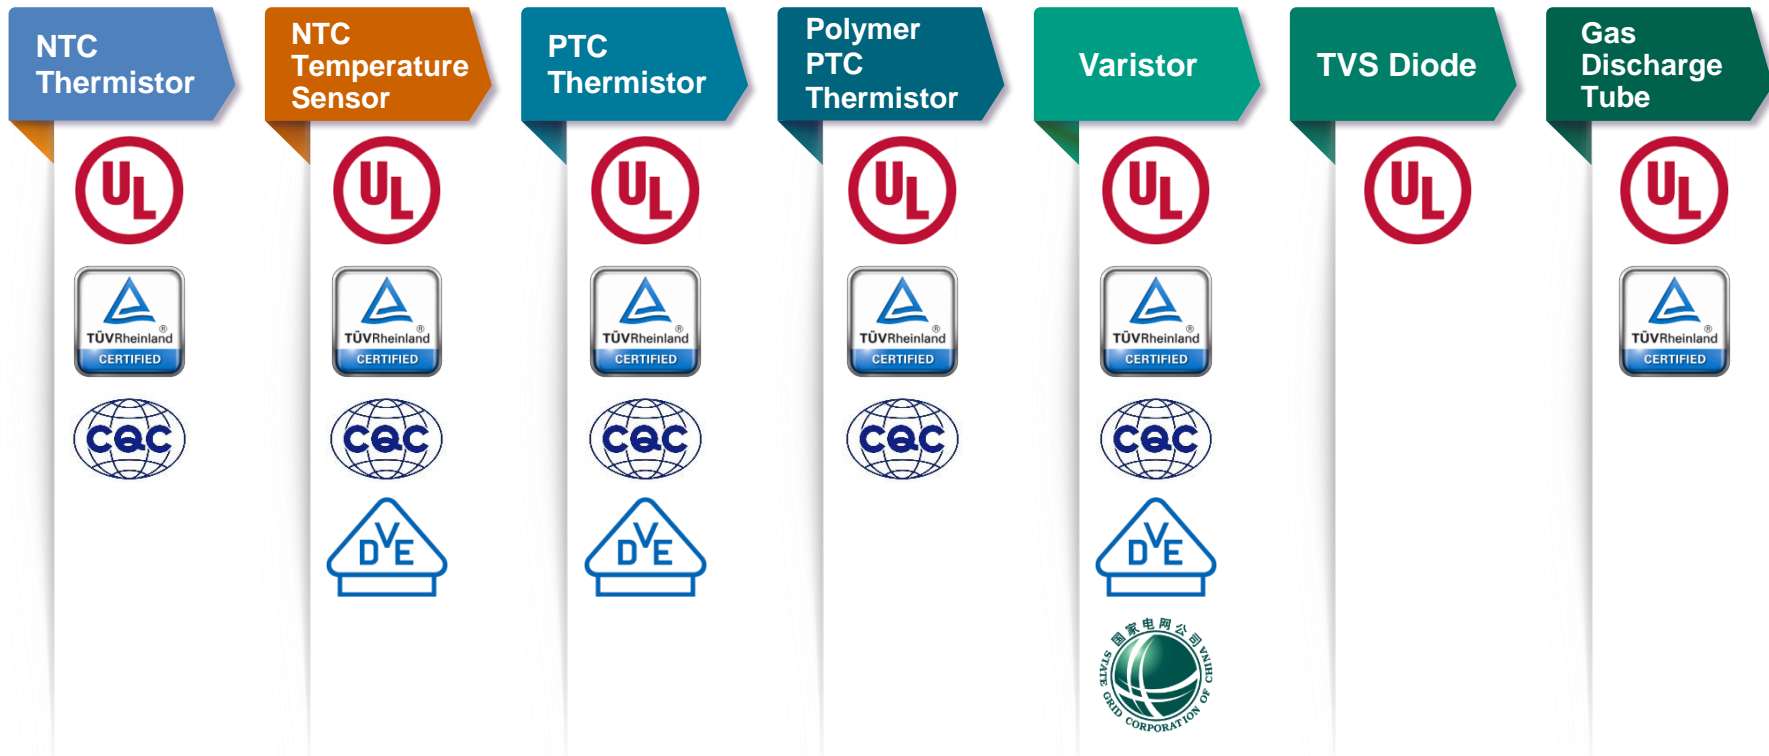 NTC
Thermistor
NTC
Temperature
Sensor
PTC
Thermistor
Polymer
PTC
Thermistor
Varistor
TVS Diode
Gas
Discharge
Tube
UL
UL
UL
UL
UL
UL
UL
TÜVRheinland®
CERTIFIED
TÜVRheinland®
CERTIFIED
TÜVRheinland®
CERTIFIED
TÜVRheinland®
CERTIFIED
TÜVRheinland®
CERTIFIED
TÜVRheinland®
CERTIFIED
CQC
CQC
CQC
CQC
CQC
DVE
DVE
DVE
国家电网公司
STATE GRID CORPORATION OF CHINA